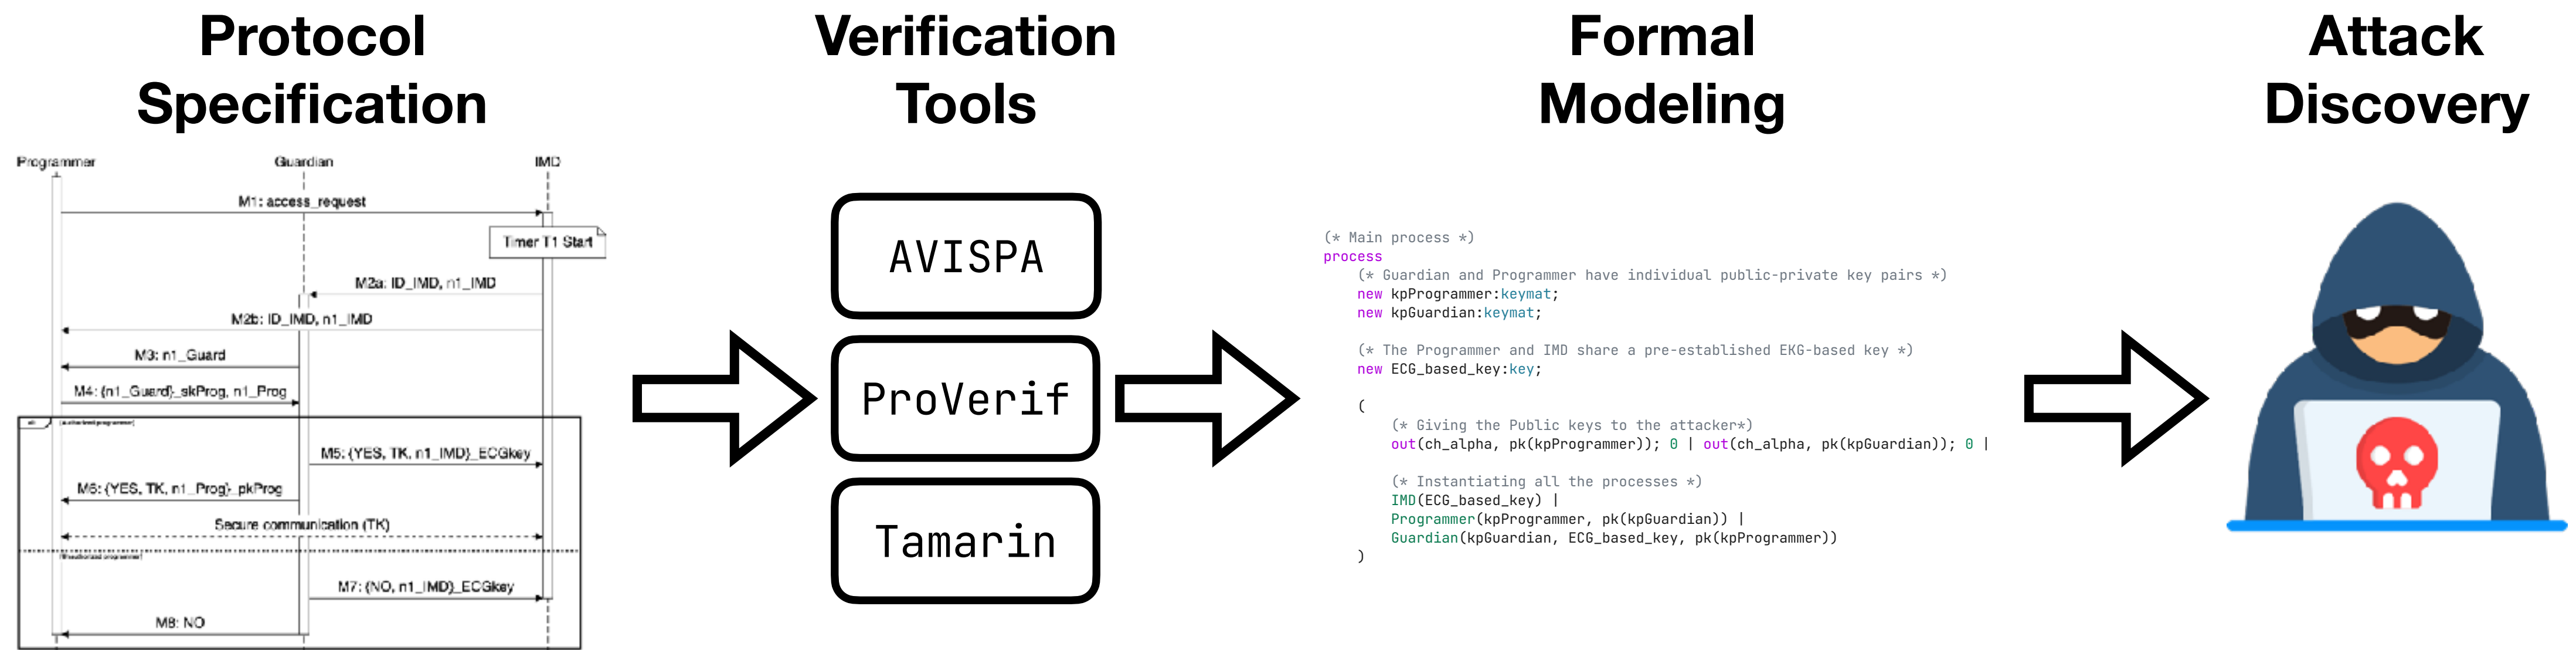 Protocol
Specification
Verification
Tools
Formal
Modeling
Attack
Discovery
Programmer
Guardian
IMD
M1: access_request
Timer T1 Start
M2a: ID_IMD, n1_IMD
M2b: ID_IMD, n1_IMD
M3: n1_Guard
M4: {n1_Guard}_skProg, n1_Prog
alt
[Authorized programmer]
M5: {YES, TK, n1_IMD}_ECGkey
M6: {YES, TK, n1_Prog}_pkProg
Secure communication (TK)
M7: {NO, n1_IMD}_ECGkey
M8: NO
AVISPA
ProVerif
Tamarin
(* Main process *)
process
(* Guardian and Programmer have individual public-private key pairs *)
new kpProgrammer:keymat;
new kpGuardian:keymat;
(* The Programmer and IMD share a pre-established EKG-based key *)
new ECG_based_key:key;
(
(* Giving the Public keys to the attacker*)
out(ch_alpha, pk(kpProgrammer)); 0 | out(ch_alpha, pk(kpGuardian)); 0 |
(* Instantiating all the processes *)
IMD(ECG_based_key) |
Programmer(kpProgrammer, pk(kpGuardian)) |
Guardian(kpGuardian, ECG_based_key, pk(kpProgrammer))
)